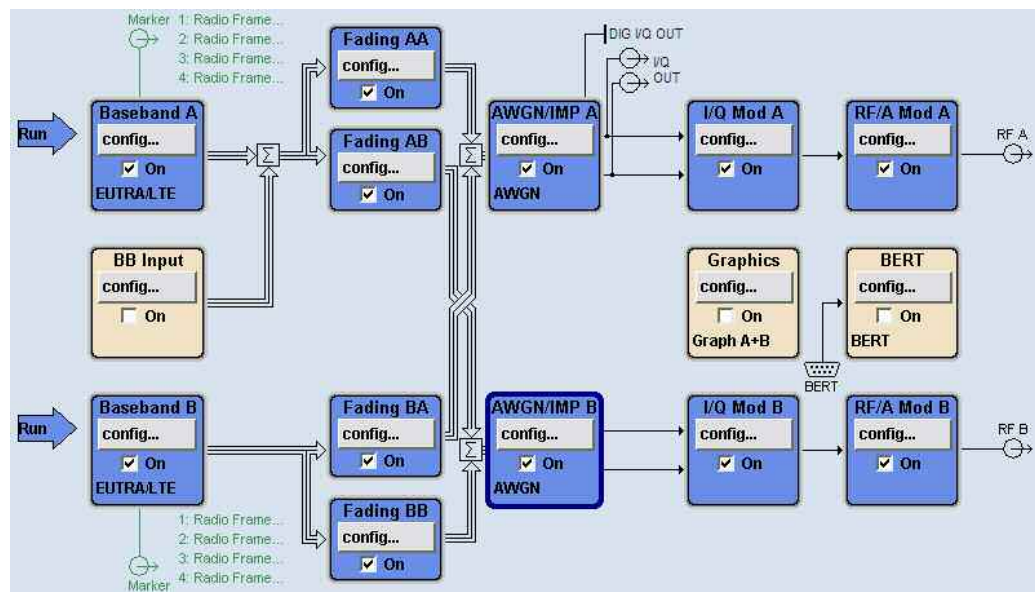 Marker 1: Radio Frame...
2: Radio Frame...
3: Radio Frame...
4: Radio Frame...
Run
Baseband A
config...
On
EUTRA/LTE
Σ
Fading AA
config...
On
Fading AB
config...
On
Σ
DIG I/Q OUT
I/Q
OUT
AWGN/IMP A
config...
On
AWGN
I/Q Mod A
config...
On
RF/A Mod A
config...
On
RF A
BB Input
config...
On
Graphics
config...
On
Graph A+B
BERT
config...
On
BERT
BERT
Run
Baseband B
config...
On
EUTRA/LTE
Fading BA
config...
On
Fading BB
config...
On
Σ
AWGN/IMP B
config...
On
AWGN
I/Q Mod B
config...
On
RF/A Mod B
config...
On
RF B
1: Radio Frame...
2: Radio Frame...
3: Radio Frame...
Marker 4: Radio Frame...